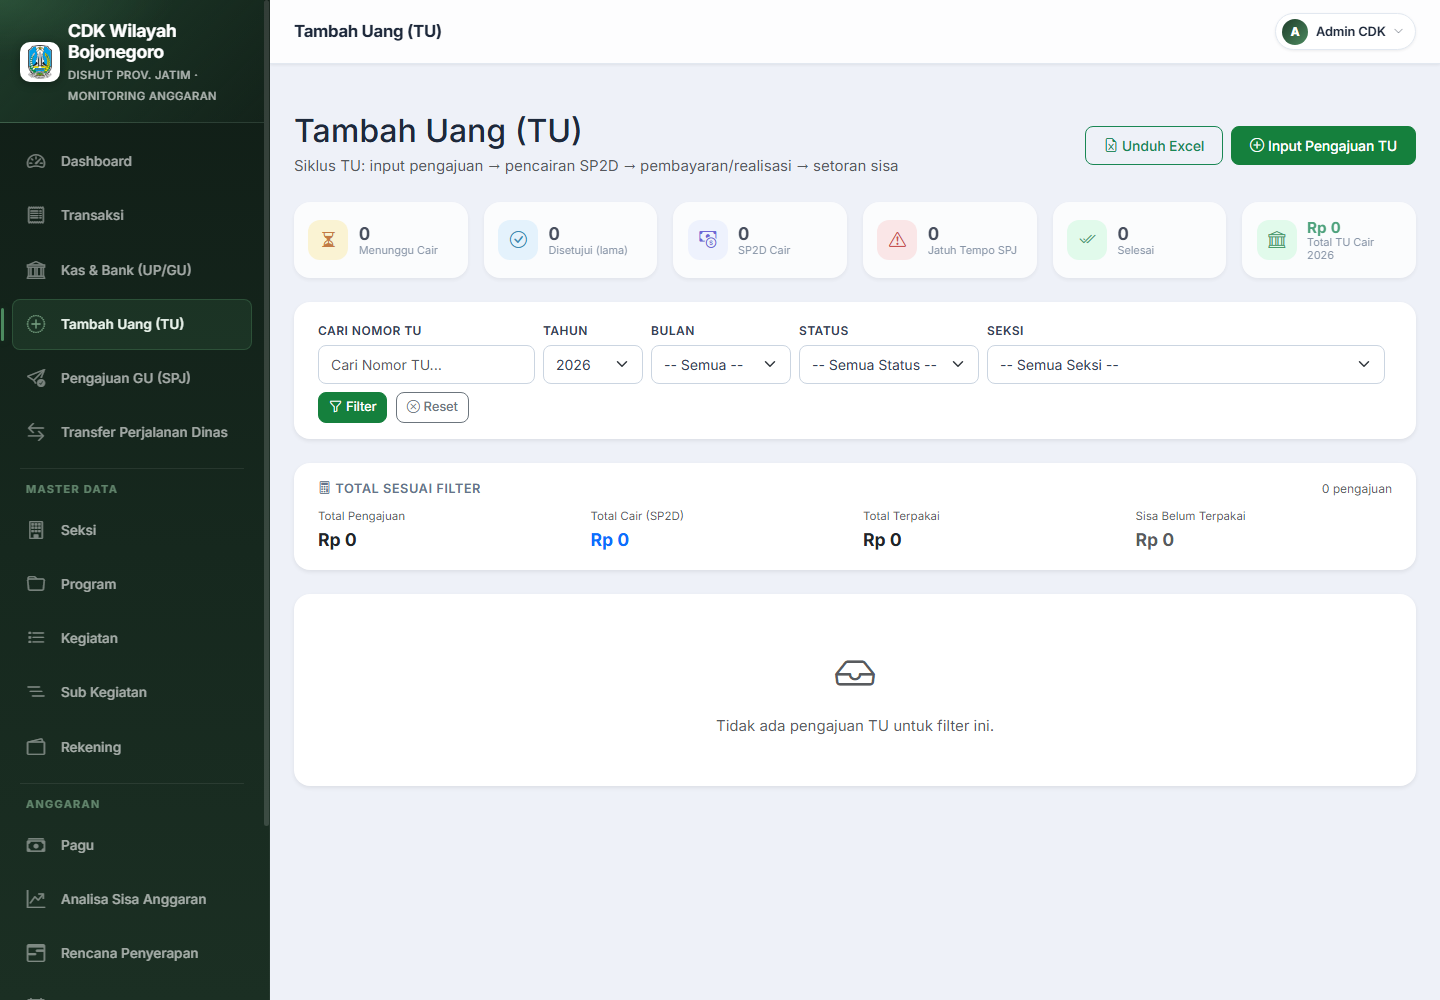 CDK Wilayah
Bojonegoro
DISHUT PROV. JATIM ·
MONITORING ANGGARAN
Dashboard
Transaksi
Kas & Bank (UP/GU)
Tambah Uang (TU)
Pengajuan GU (SPJ)
Transfer Perjalanan Dinas
MASTER DATA
Seksi
Program
Kegiatan
Sub Kegiatan
Rekening
ANGGARAN
Pagu
Analisa Sisa Anggaran
Rencana Penyerapan
Tambah Uang (TU)
A Admin CDK
Tambah Uang (TU)
Siklus TU: input pengajuan → pencairan SP2D → pembayaran/realisasi → setoran sisa
Unduh Excel
Input Pengajuan TU
0
Menunggu Cair
0
Disetujui (lama)
0
SP2D Cair
0
Jatuh Tempo SPJ
0
Selesai
Rp 0
Total TU Cair
2026
CARI NOMOR TU
Cari Nomor TU...
TAHUN
2026
BULAN
-- Semua --
STATUS
-- Semua Status --
SEKSI
-- Semua Seksi --
Filter
Reset
TOTAL SESUAI FILTER
0 pengajuan
Total Pengajuan
Rp 0
Total Cair (SP2D)
Rp 0
Total Terpakai
Rp 0
Sisa Belum Terpakai
Rp 0
Tidak ada pengajuan TU untuk filter ini.